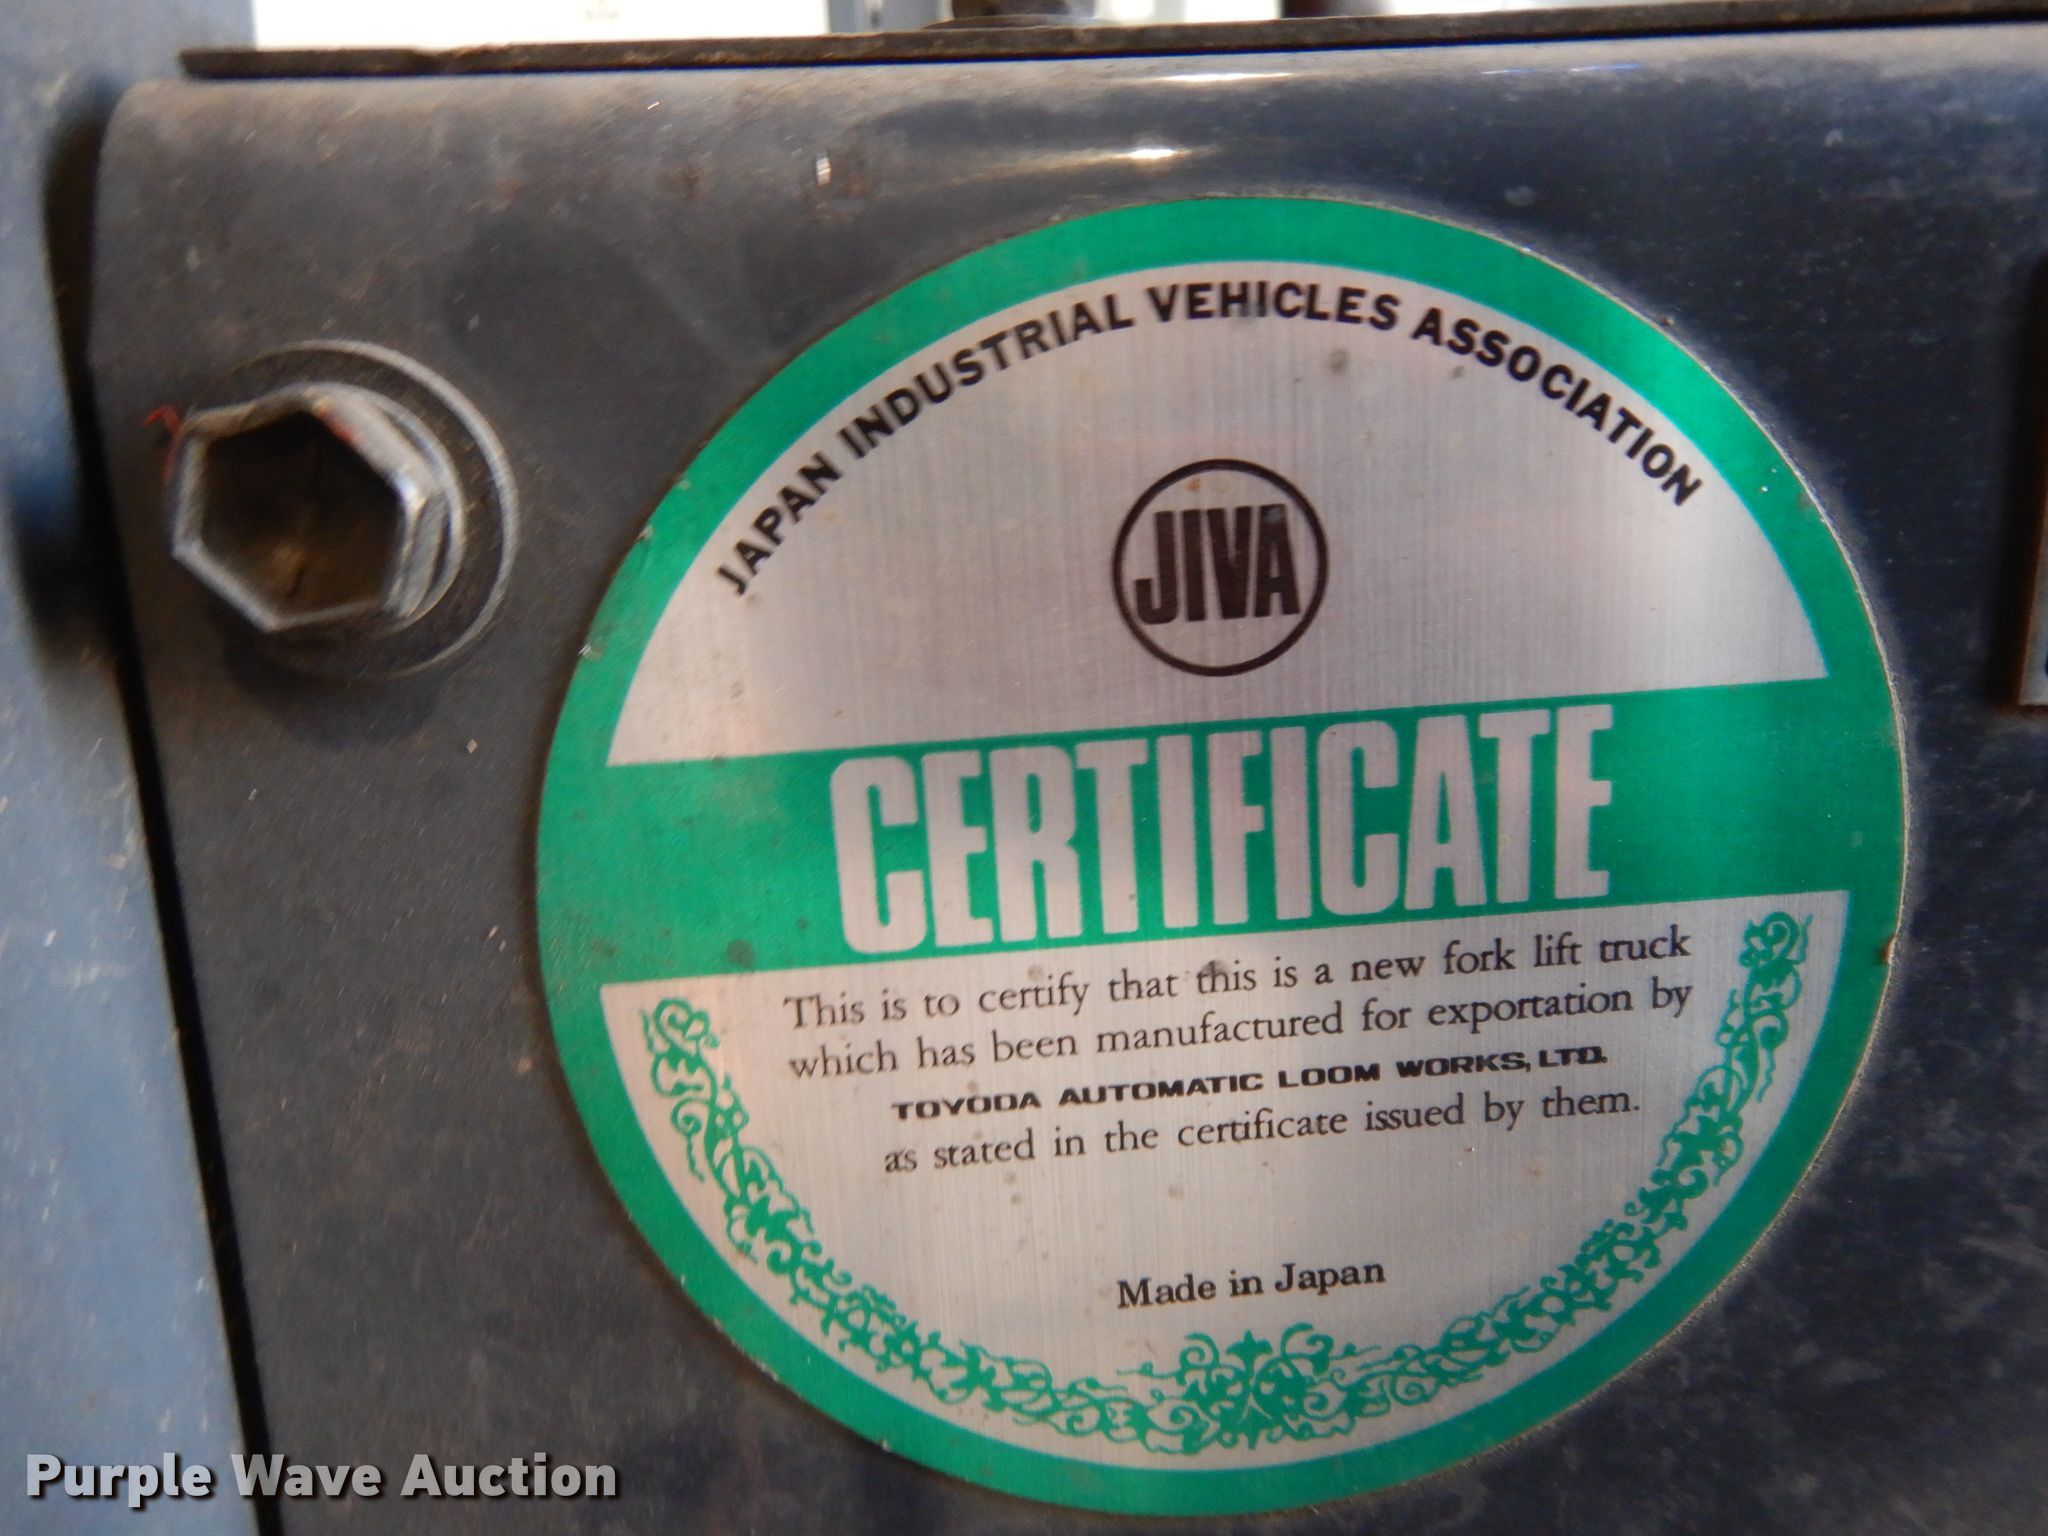 JAPAN INDUSTRIAL VEHICLES ASSOCIATION
JIVA
CERTIFICATE
This is to certify that this is a new fork lift truck
which has been manufactured for exportation by
TOYODA AUTOMATIC LOOM WORKS, LTD.
as stated in the certificate issued by them.
Made in Japan
Purple Wave Auction